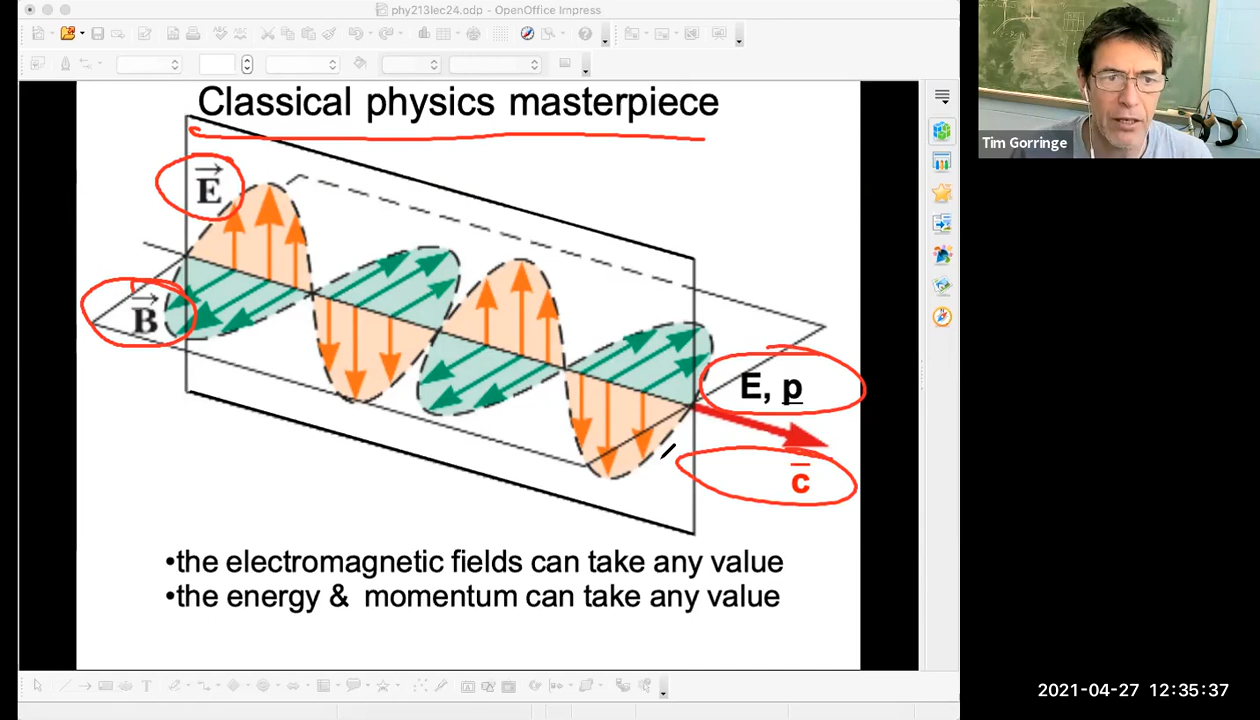 phy213lec24.odp - OpenOffice Impress
Classical physics masterpiece
E
B
E, p
c
•the electromagnetic fields can take any value
•the energy & momentum can take any value
Tim Gorringe
2021-04-27 12:35:37